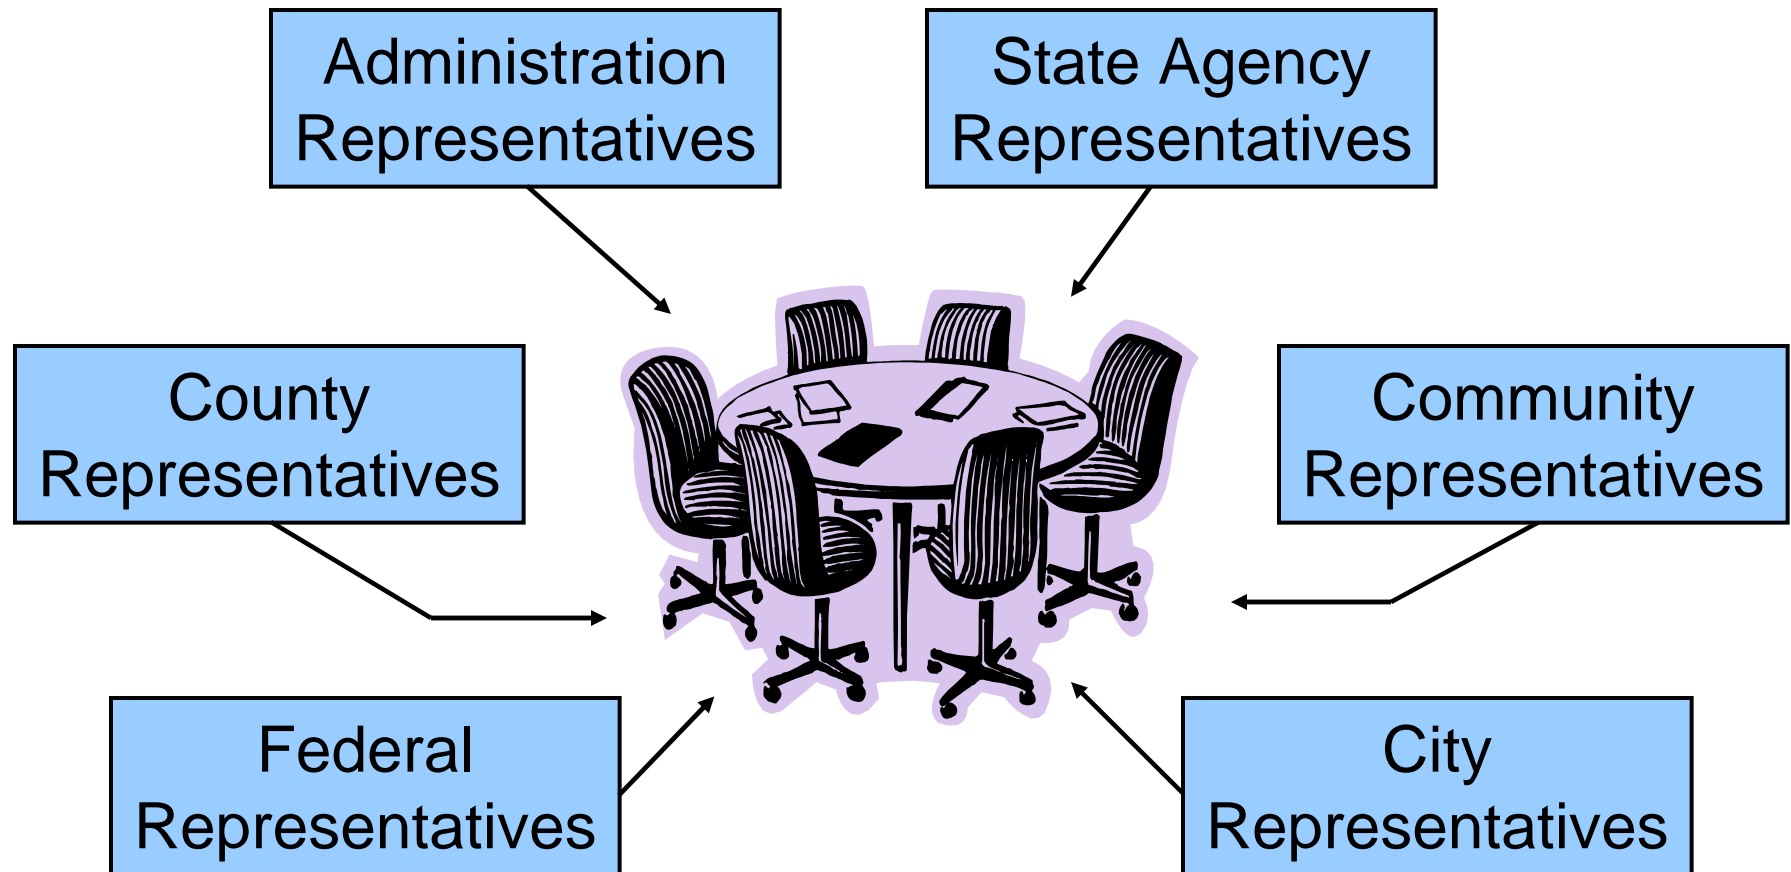 Administration
Representatives
State Agency
Representatives
County
Representatives
Community
Representatives
Federal
Representatives
City
Representatives